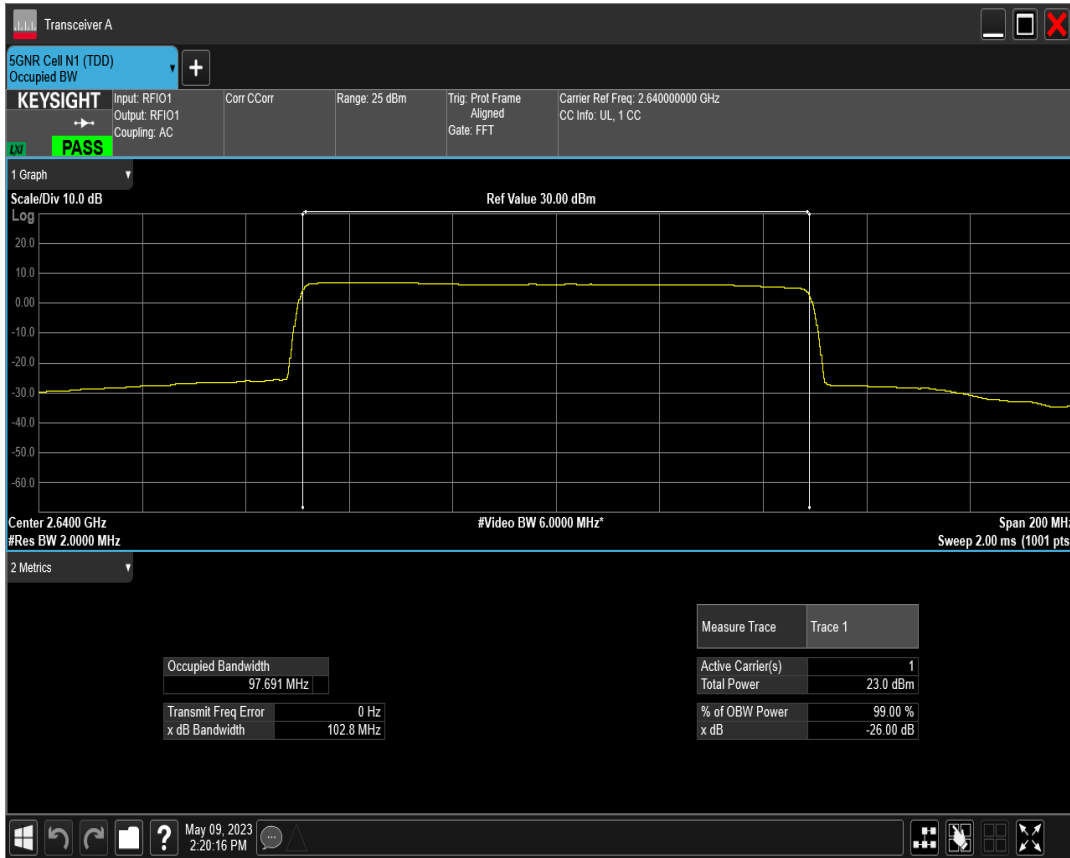 Transceiver A
5GNR Cell N1 (TDD)
Occupied BW
KEYSIGHT
Input: RFIO1
Output: RFIO1
Coupling: AC
Corr CCorr
Range: 25 dBm
Trig: Prot Frame
Aligned
Gate: FFT
Carrier Ref Freq: 2.640000000 GHz
CC Info: UL, 1 CC
LXI
PASS
1 Graph
Scale/Div 10.0 dB
Ref Value 30.00 dBm
Log
20.0
10.0
0.00
-10.0
-20.0
-30.0
-40.0
-50.0
-60.0
Center 2.6400 GHz
#Video BW 6.0000 MHz*
Span 200 MHz
#Res BW 2.0000 MHz
Sweep 2.00 ms (1001 pts
2 Metrics
Measure Trace Trace 1
Occupied Bandwidth
97.691 MHz
Active Carrier(s) 1
Total Power 23.0 dBm
Transmit Freq Error 0 Hz
x dB Bandwidth 102.8 MHz
% of OBW Power 99.00 %
x dB -26.00 dB
?
May 09, 2023
2:20:16 PM